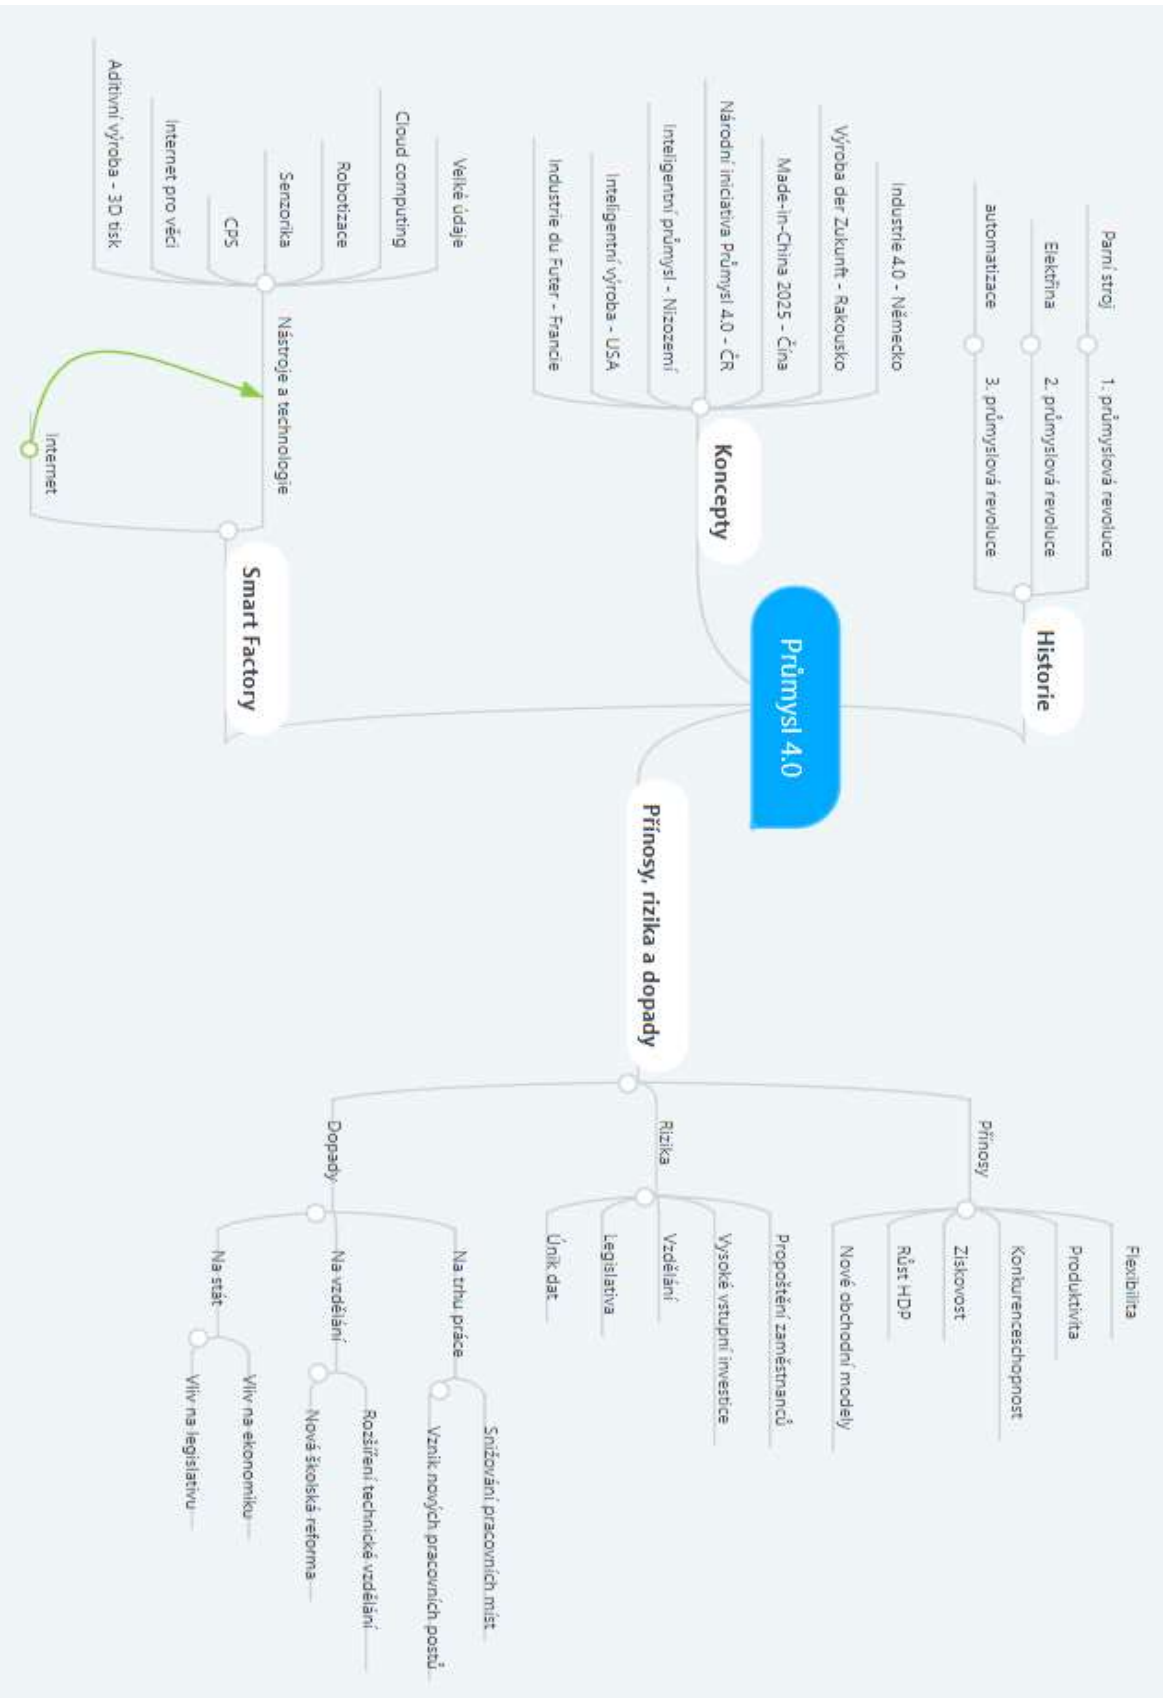 Průmysl 4.0
Historie
1. průmyslová revoluce
Parní stroj
2. průmyslová revoluce
Elektřina
3. průmyslová revoluce
automatizace
Koncepty
Industrie 4.0 - Německo
Výroba der Zukunft - Rakousko
Made-in-China 2025 - Čína
Národní iniciativa Průmysl 4.0 - ČR
Inteligentní průmysl - Nizozemí
Inteligentní výroba - USA
Industrie du Futer - Francie
Smart Factory
Nástroje a technologie
Velké údaje
Cloud computing
Robotizace
Senzorika
CPS
Internet pro věci
Aditivní výroba - 3D tisk
Internet
Přínosy, rizika a dopady
Přínosy
Flexibilita
Produktivita
Konkurenceschopnost
Ziskovost
Růst HDP
Nové obchodní modely
Rizika
Propoštění zaměstnanců
Vysoké vstupní investice
Vzdělání
Legislativa
Únik dat
Dopady
Na trhu práce
Snižování pracovních míst
Vznik nových pracovních postů
Na vzdělání
Rozšíření technické vzdělání
Nová školská reforma
Na stát
Vliv na ekonomiku
Vliv na legislativu